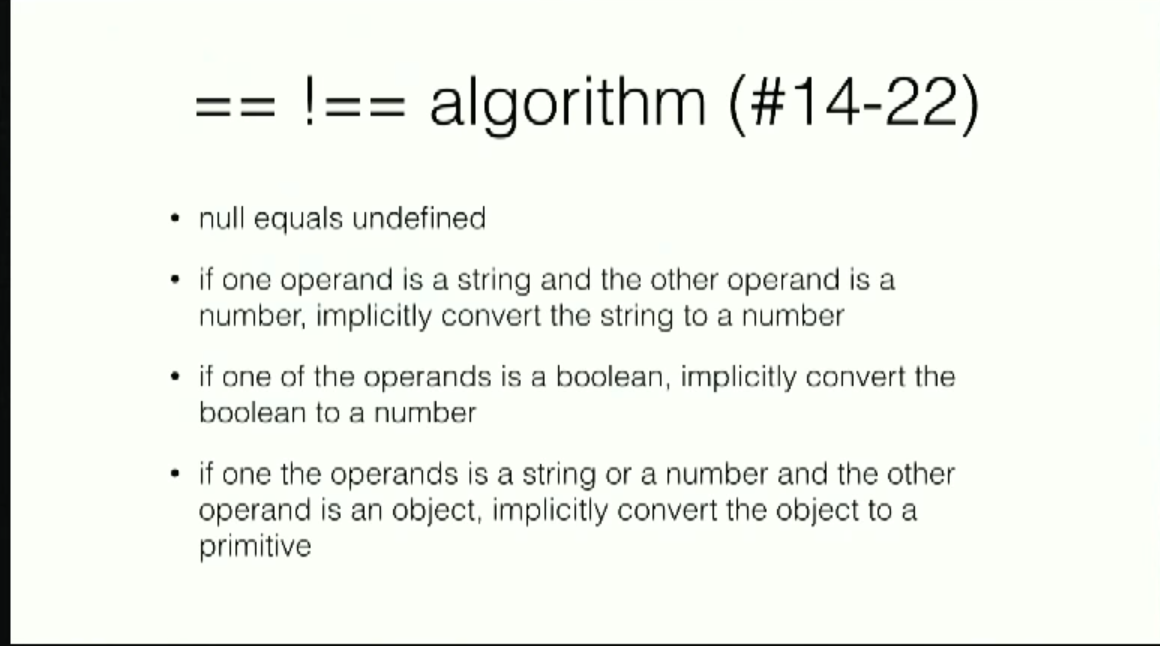 == !== algorithm (#14-22)
• null equals undefined
• if one operand is a string and the other operand is a
number, implicitly convert the string to a number
• if one of the operands is a boolean, implicitly convert the
boolean to a number
• if one the operands is a string or a number and the other
operand is an object, implicitly convert the object to a
primitive